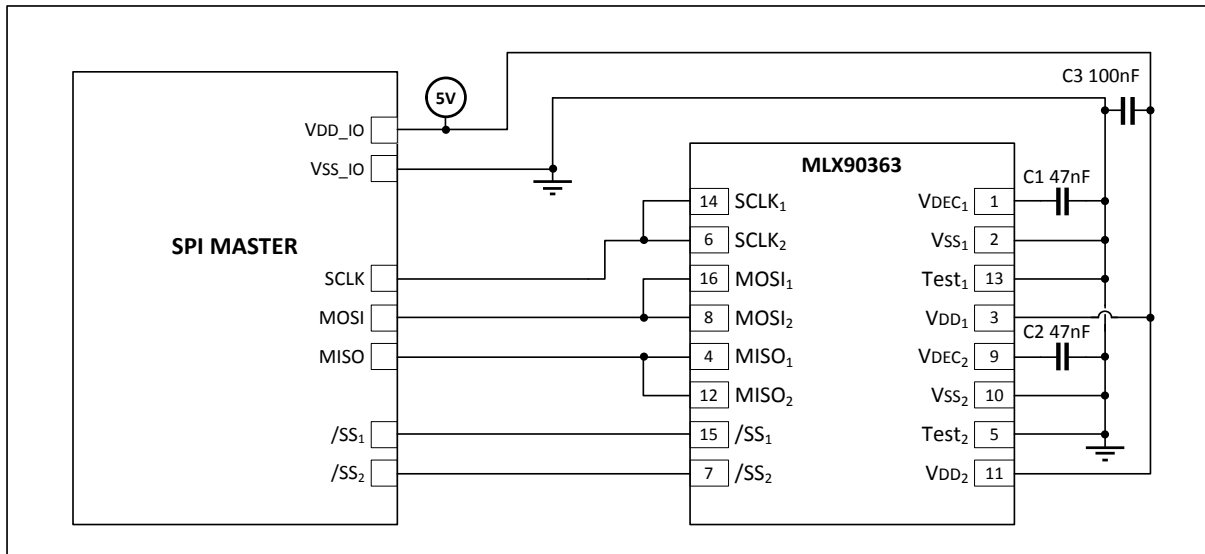 C3 100nF
5V
VDD_IO
VSS_IO
SPI MASTER
SCLK
MOSI
MISO
/SS₁
/SS₂
MLX90363
14 SCLK₁
6 SCLK₂
16 MOSI₁
8 MOSI₂
4 MISO₁
12 MISO₂
15 /SS₁
7 /SS₂
VDEC₁ 1
VSS₁ 2
Test₁ 13
VDD₁ 3
VDEC₂ 9
VSS₂ 10
Test₂ 5
VDD₂ 11
C1 47nF
C2 47nF